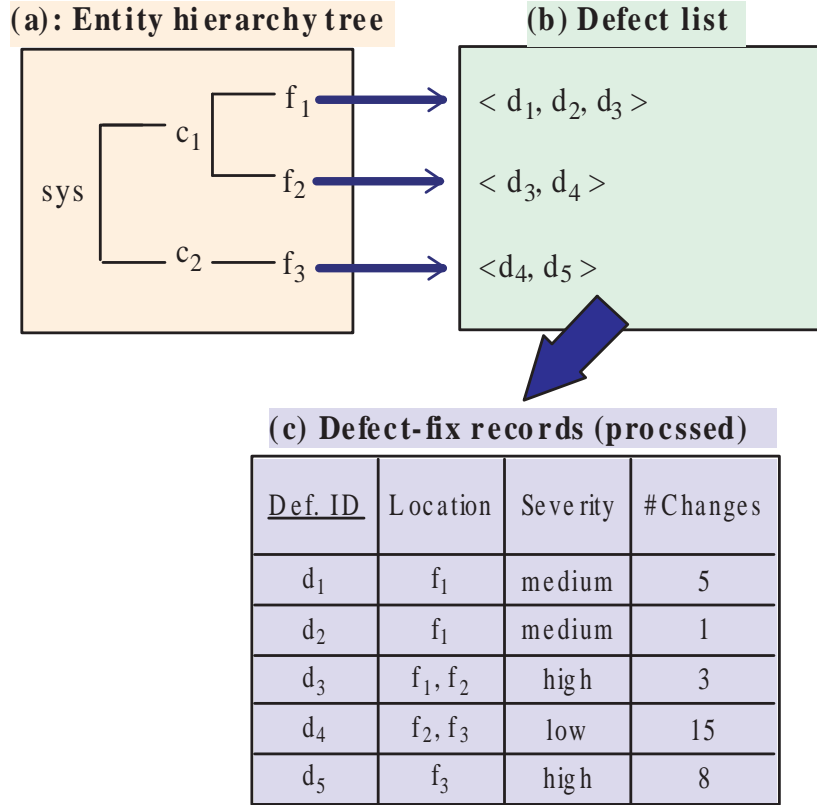 (a): Entity hierarchy tree
(b) Defect list
f₁
< d₁, d₂, d₃ >
c₁
sys
f₂
< d₃, d₄ >
c₂
f₃
<d₄, d₅ >
(c) Defect-fix records (procssed)
Def. ID Location Severity #Changes
d₁ f₁ medium 5
d₂ f₁ medium 1
d₃ f₁, f₂ high 3
d₄ f₂, f₃ low 15
d₅ f₃ high 8